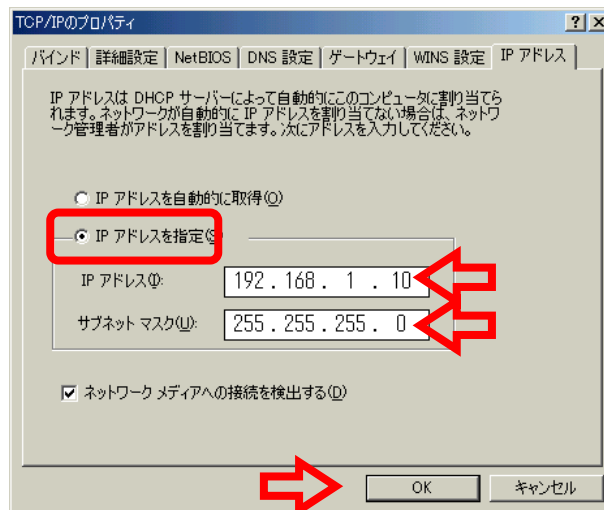 TCP/IPのプロパティ
バインド 詳細設定 NetBIOS DNS 設定 ゲートウェイ WINS 設定 IP アドレス
IP アドレスは DHCP サーバーによって自動的にこのコンピュータに割り当てら
れます。ネットワークが自動的に IP アドレスを割り当てない場合は、ネットワ
ーク管理者がアドレスを割り当てます。次にアドレスを入力してください。
IP アドレスを自動的に取得(O)
IP アドレスを指定(S)
IP アドレス(I): 192.168. 1 . 10
サブネット マスク(U): 255.255.255. 0
ネットワーク メディアへの接続を検出する(D)
OK キャンセル